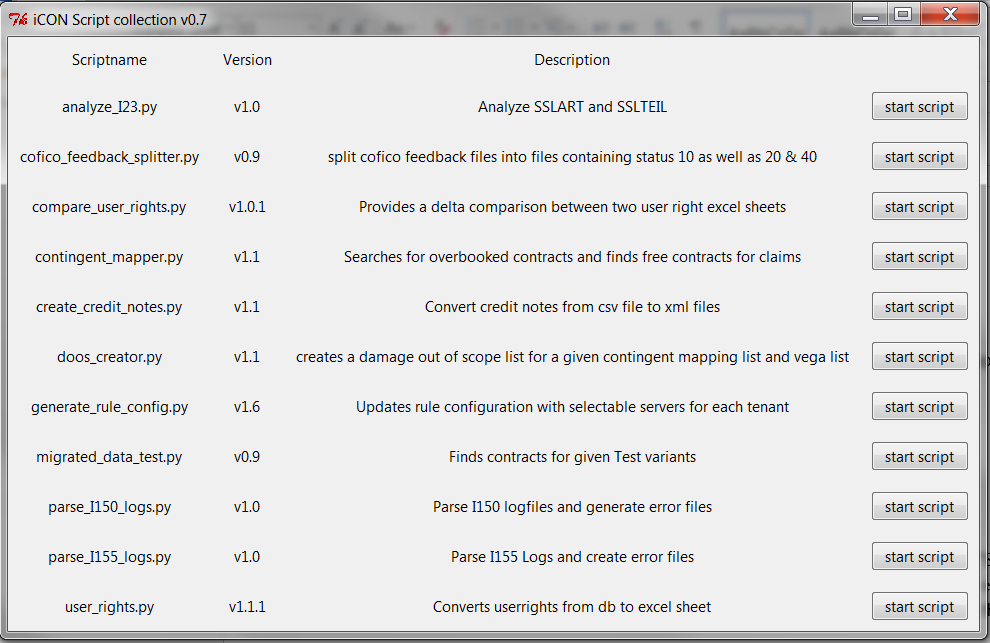 iCON Script collection v0.7
Scriptname Version Description
analyze_I23.py v1.0 Analyze SSLART and SSLTEIL start script
cofico_feedback_splitter.py v0.9 split cofico feedback files into files containing status 10 as well as 20 & 40 start script
compare_user_rights.py v1.0.1 Provides a delta comparison between two user right excel sheets start script
contingent_mapper.py v1.1 Searches for overbooked contracts and finds free contracts for claims start script
create_credit_notes.py v1.1 Convert credit notes from csv file to xml files start script
doos_creator.py v1.1 creates a damage out of scope list for a given contingent mapping list and vega list start script
generate_rule_config.py v1.6 Updates rule configuration with selectable servers for each tenant start script
migrated_data_test.py v0.9 Finds contracts for given Test variants start script
parse_I150_logs.py v1.0 Parse I150 logfiles and generate error files start script
parse_I155_logs.py v1.0 Parse I155 Logs and create error files start script
user_rights.py v1.1.1 Converts userrights from db to excel sheet start script